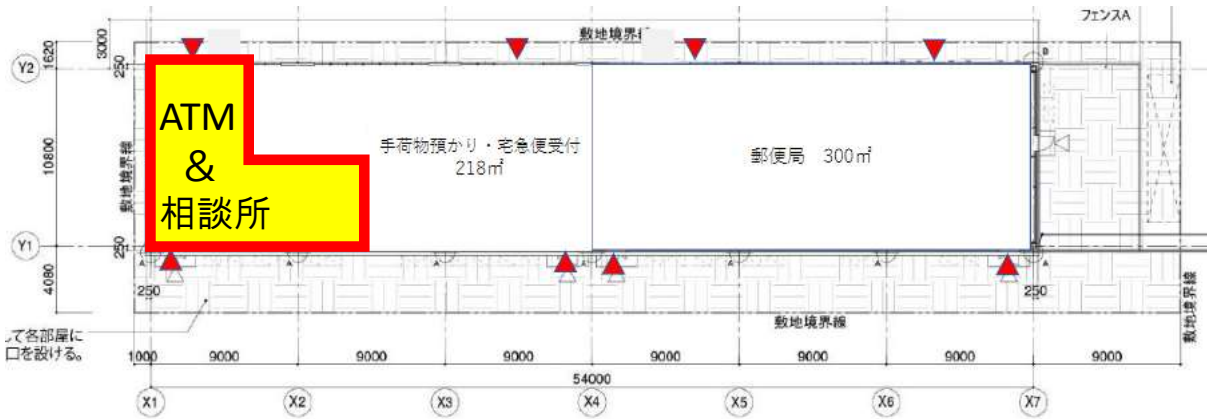 フェンスA
3000
敷地境界線
B
1620
Y2
250
ATM
&
相談所
手荷物預かり・宅急便受付
218㎡
郵便局 300㎡
10800
敷地境界線
Y1
250
A
A
A
A
A
A
A
4080
250
250
敷地境界線
敷地境界線
して各部屋に
口を設ける。
1000
9000
9000
9000
9000
9000
9000
9000
54000
X1
X2
X3
X4
X5
X6
X7